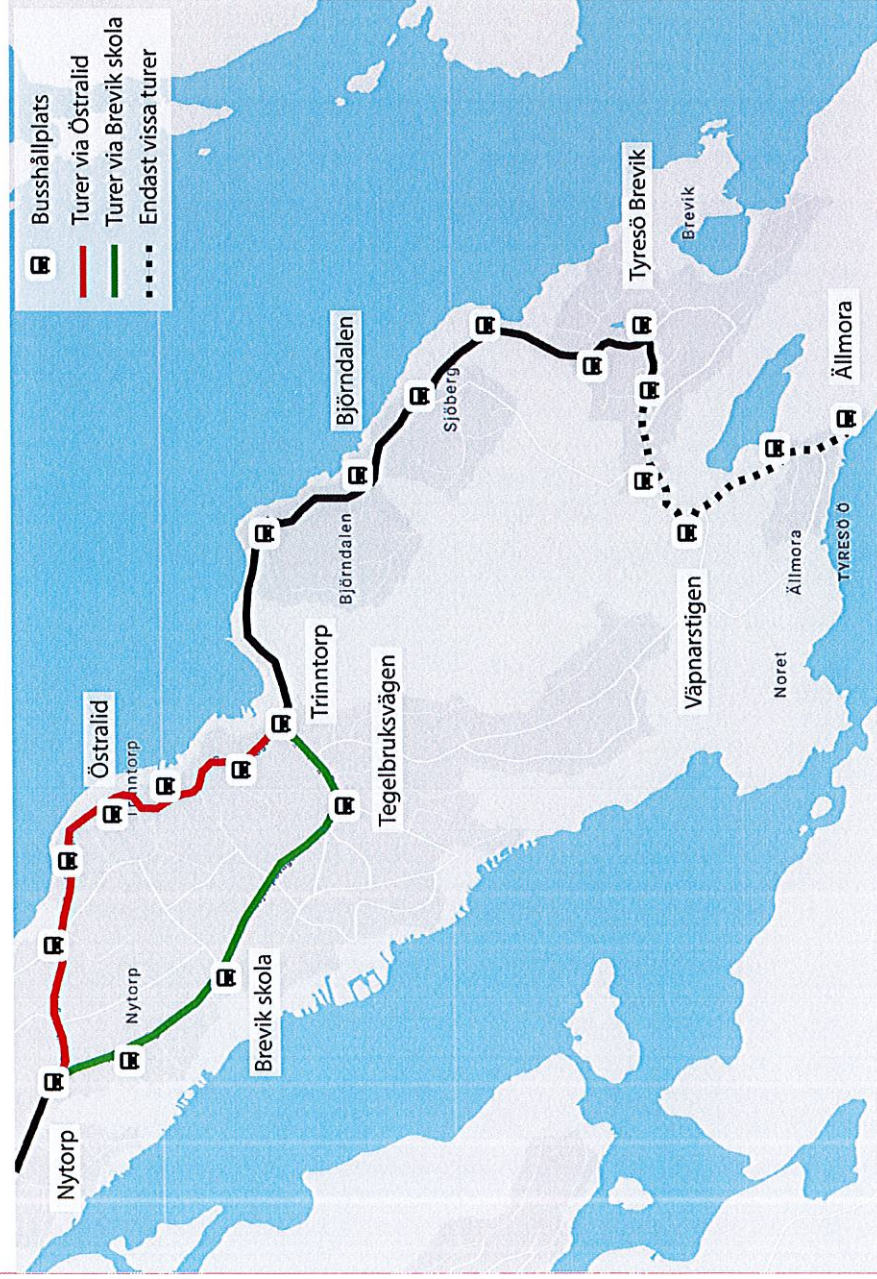 Busshållplats
Turer via Östralid
Turer via Brevik skola
Endast vissa turer
Östralid
Trinntorp
Nytorp
Nytorp
Brevik skola
Trinntorp
Tegelbruksvägen
Björndalen
Björndalen
Sjöberg
Tyresö Brevik
Brevik
Väpnarstigen
Noret
Ällmora
Ällmora
TYRESÖ Ö